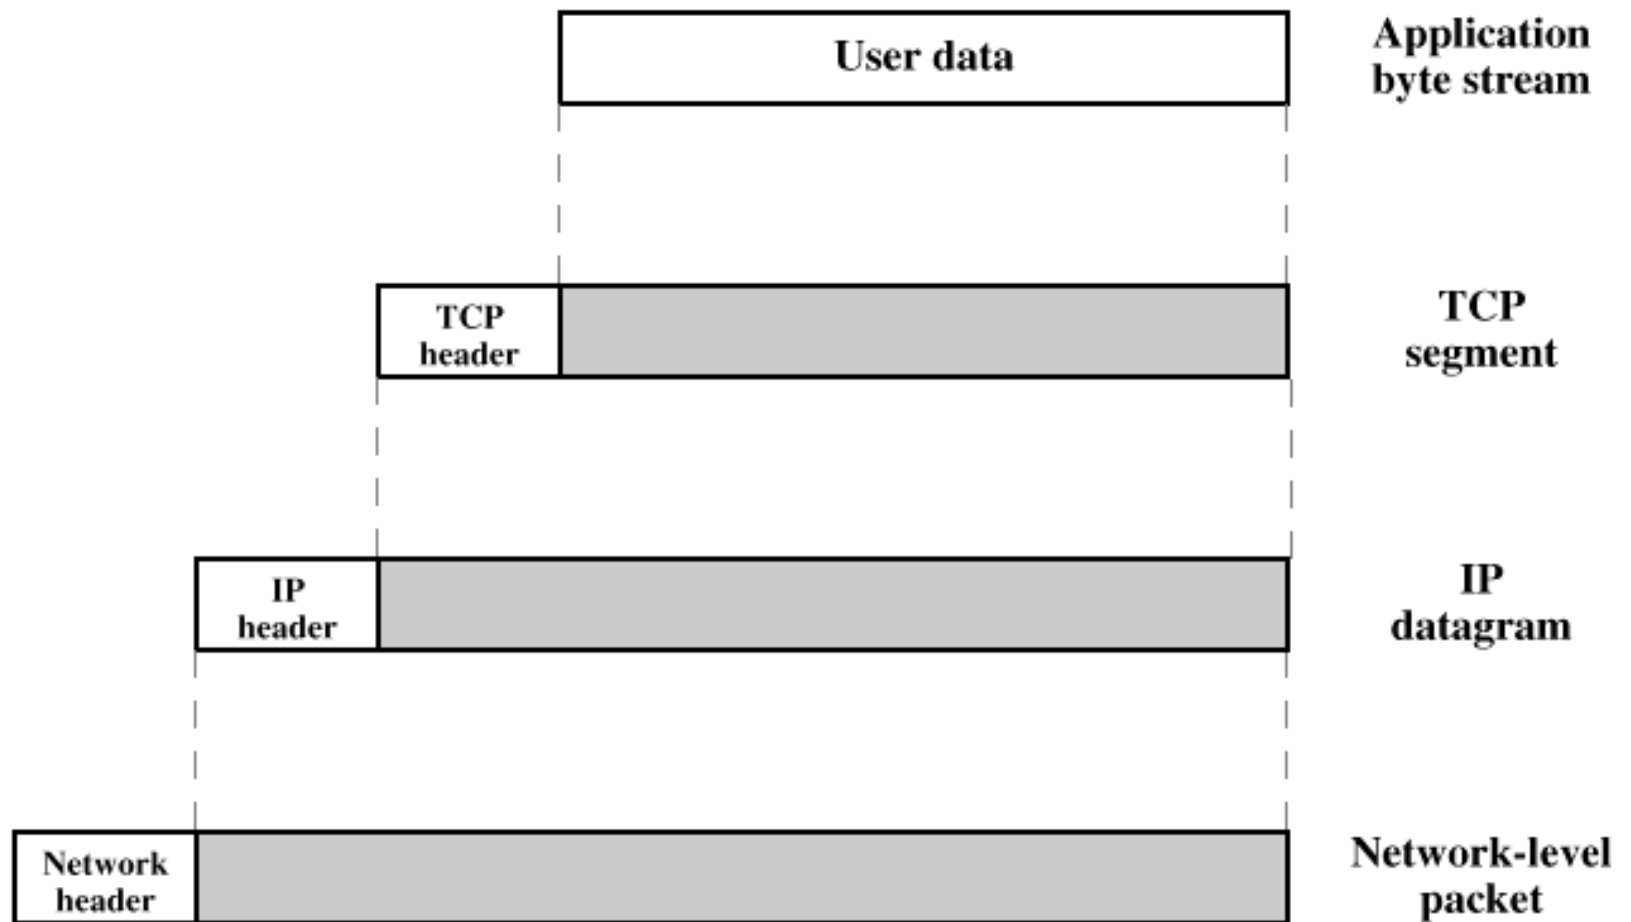 User data
Application
byte stream
TCP
header
TCP
segment
IP
header
IP
datagram
Network
header
Network-level
packet